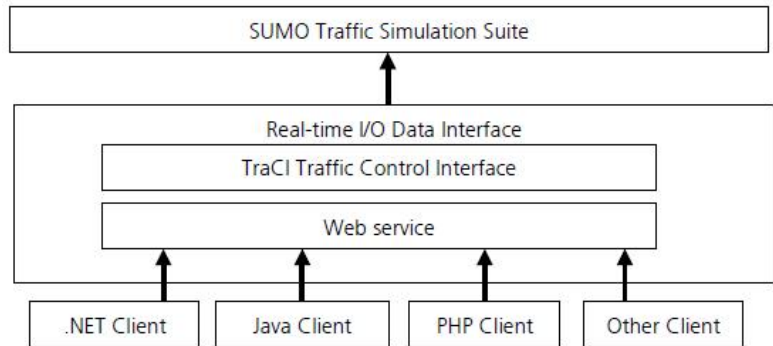 SUMO Traffic Simulation Suite
Real-time I/O Data Interface
TraCI Traffic Control Interface
Web service
.NET Client
Java Client
PHP Client
Other Client